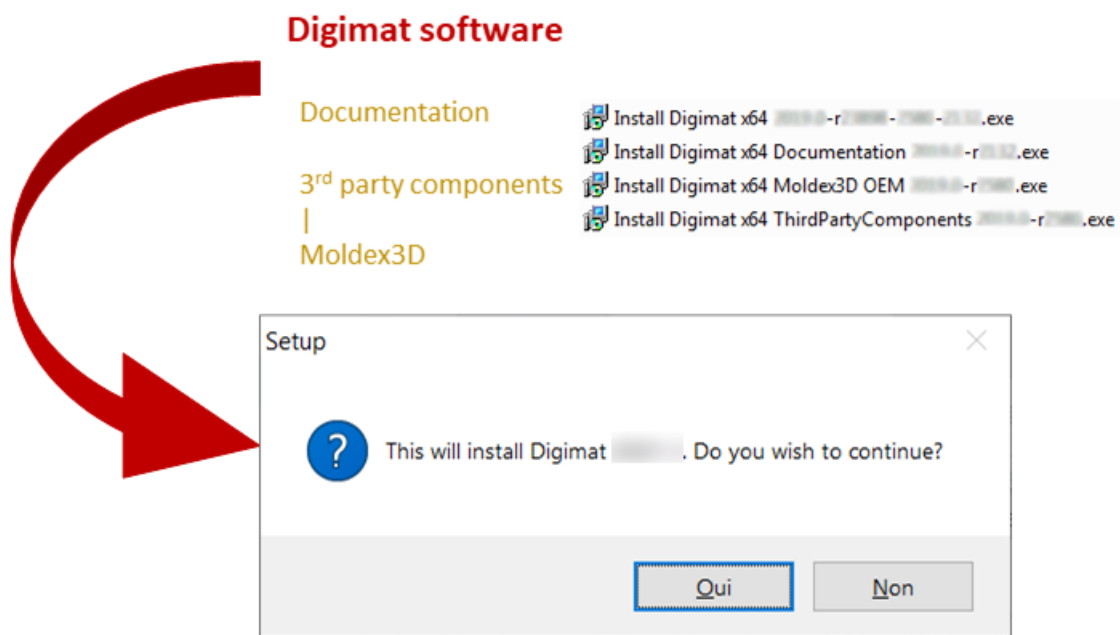 Digimat software
Documentation
3rd party components
|
Moldex3D
Install Digimat x64 -r - - .exe
Install Digimat x64 Documentation -r .exe
Install Digimat x64 Moldex3D OEM -r .exe
Install Digimat x64 ThirdPartyComponents -r .exe
Setup
This will install Digimat . Do you wish to continue?
Oui
Non